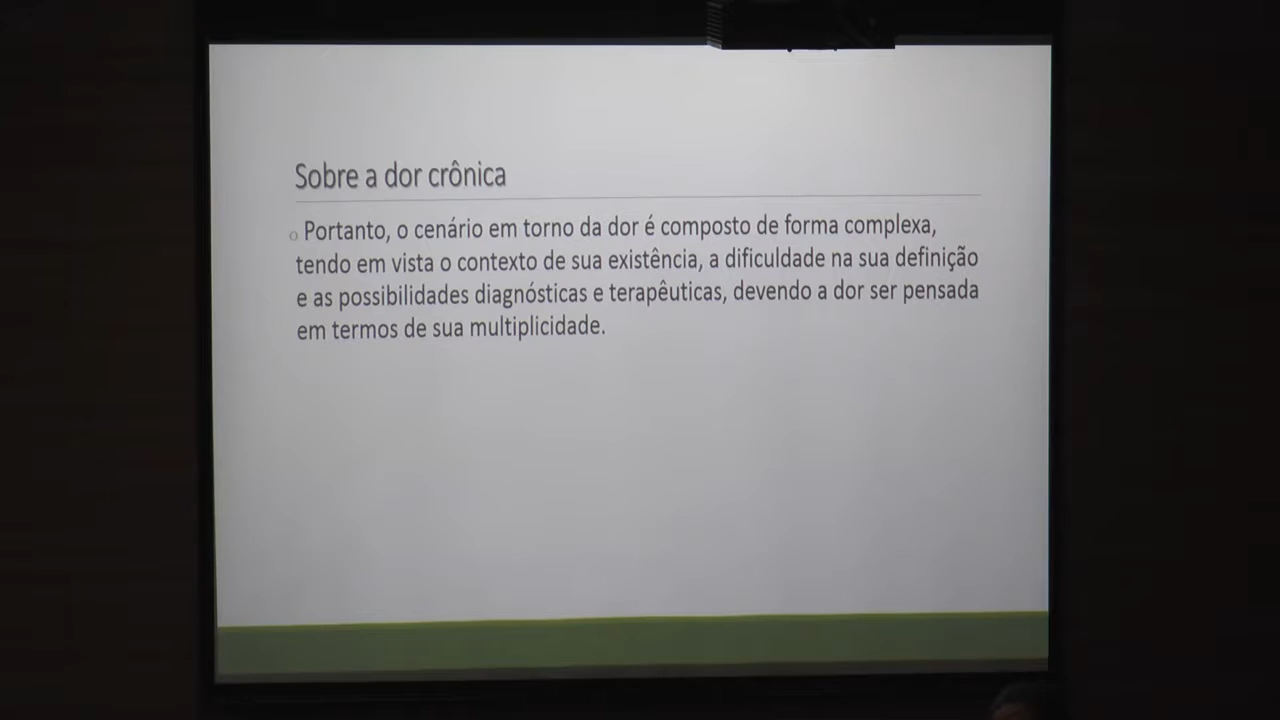 Sobre a dor crônica
o Portanto, o cenário em torno da dor é composto de forma complexa,
tendo em vista o contexto de sua existência, a dificuldade na sua definição
e as possibilidades diagnósticas e terapêuticas, devendo a dor ser pensada
em termos de sua multiplicidade.